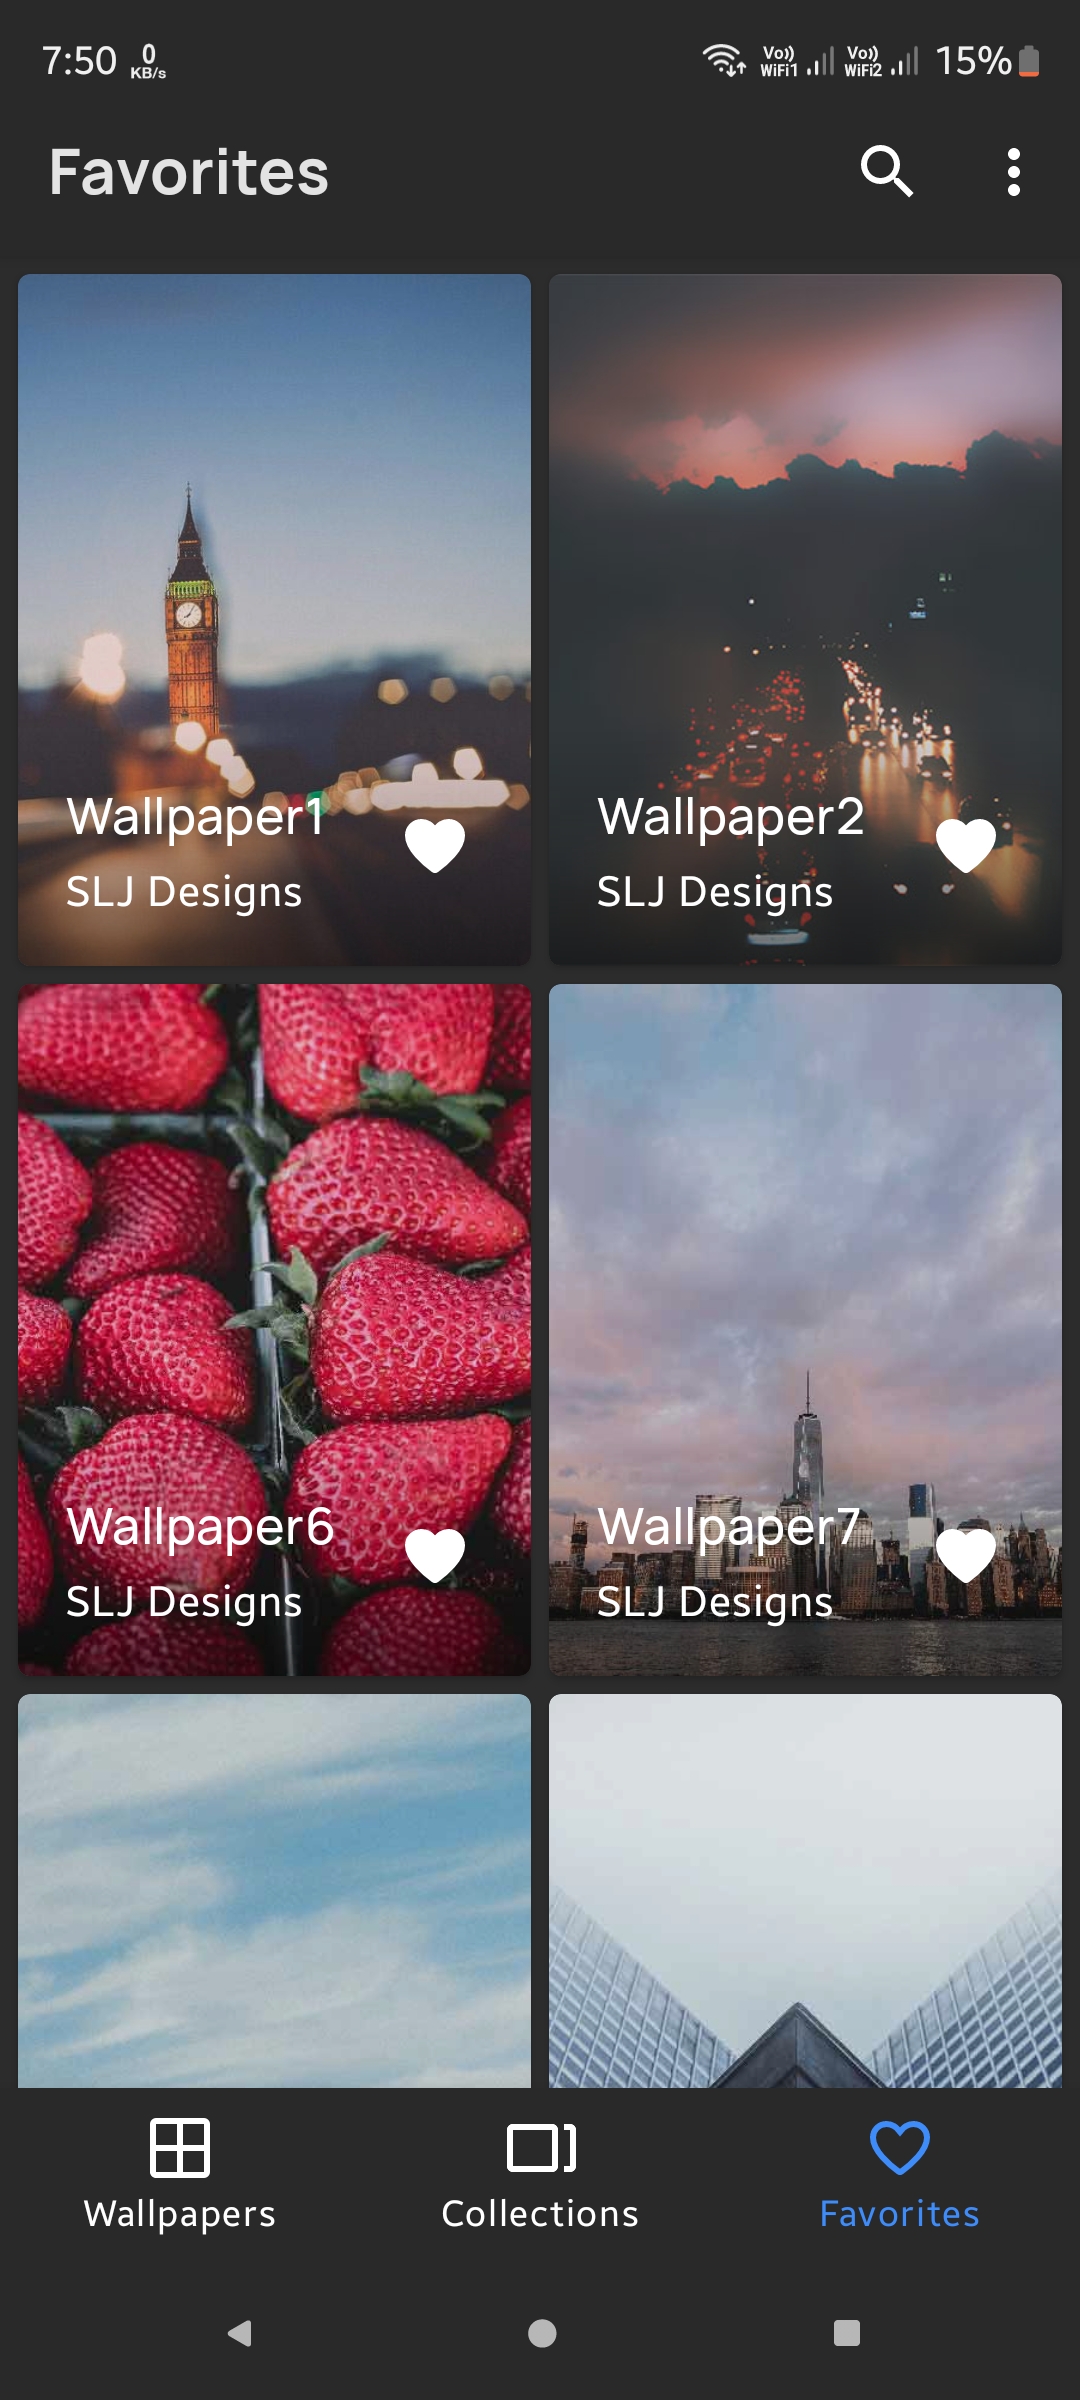 7:50 0 KB/s Vo)) WiFi1 Vo)) WiFi2 15%
Favorites
Wallpaper1
SLJ Designs
Wallpaper2
SLJ Designs
Wallpaper6
SLJ Designs
Wallpaper7
SLJ Designs
Wallpapers Collections Favorites